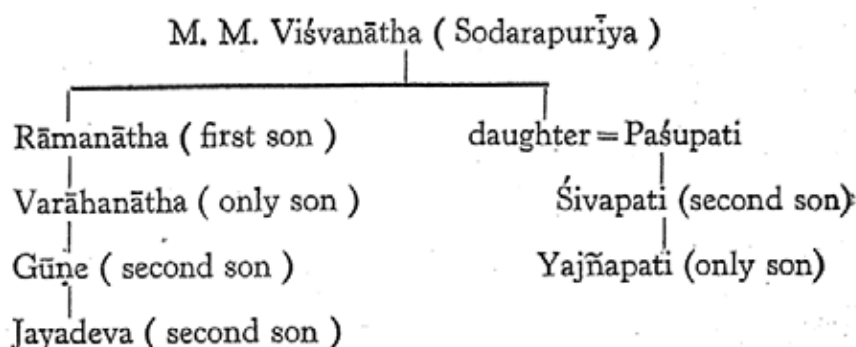 M. M. Viśvanātha ( Sodarapurīya )
Rāmanātha ( first son ) daughter = Paśupati
Varāhanātha ( only son ) Śivapati (second son)
Gūṇe ( second son ) Yajñapati (only son)
Jayadeva ( second son )